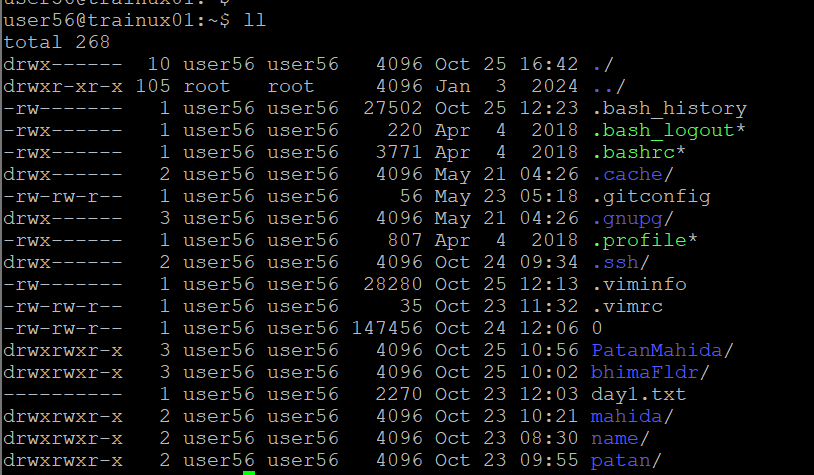 user56@trainux01:~$
user56@trainux01:~$ ll
total 268
drwx------  10 user56 user56   4096 Oct 25 16:42 ./
drwxr-xr-x 105 root   root     4096 Jan  3  2024 ../
-rw-------   1 user56 user56  27502 Oct 25 12:23 .bash_history
-rwx------   1 user56 user56    220 Apr  4  2018 .bash_logout*
-rwx------   1 user56 user56   3771 Apr  4  2018 .bashrc*
drwx------   2 user56 user56   4096 May 21 04:26 .cache/
-rw-rw-r--   1 user56 user56     56 May 23 05:18 .gitconfig
drwx------   3 user56 user56   4096 May 21 04:26 .gnupg/
-rwx------   1 user56 user56    807 Apr  4  2018 .profile*
drwx------   2 user56 user56   4096 Oct 24 09:34 .ssh/
-rw-------   1 user56 user56  28280 Oct 25 12:13 .viminfo
-rw-rw-r--   1 user56 user56     35 Oct 23 11:32 .vimrc
-rw-rw-r--   1 user56 user56 147456 Oct 24 12:06 0
drwxrwxr-x   3 user56 user56   4096 Oct 25 10:56 PatanMahida/
drwxrwxr-x   3 user56 user56   4096 Oct 25 10:02 bhimaFldr/
----------   1 user56 user56   2270 Oct 23 12:03 day1.txt
drwxrwxr-x   2 user56 user56   4096 Oct 23 10:21 mahida/
drwxrwxr-x   2 user56 user56   4096 Oct 23 08:30 name/
drwxrwxr-x   2 user56 user56   4096 Oct 23 09:55 patan/